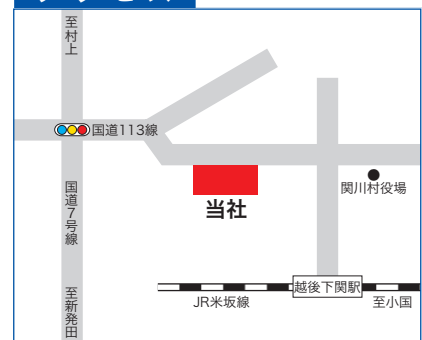 至村上
国道113線
国道7号線
当社
関川村役場
越後下関駅
JR米坂線
至小国
至新発田